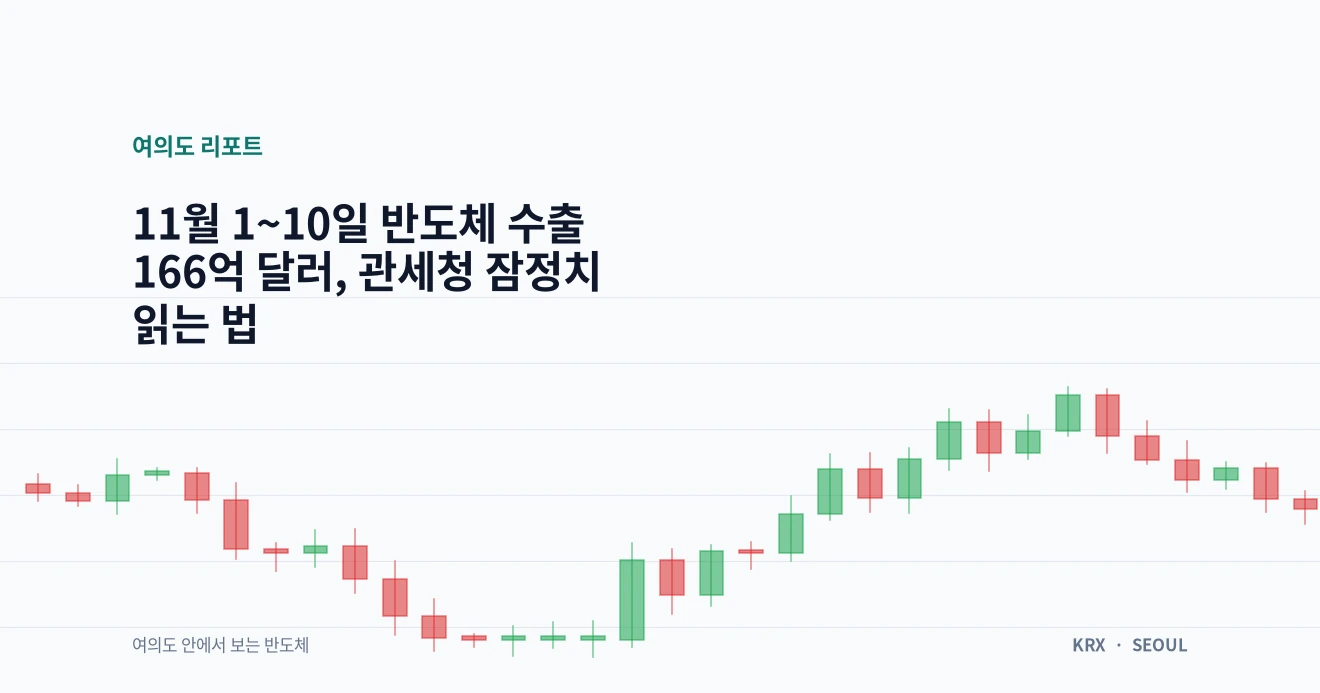 여의도 리포트
11월 1~10일 반도체 수출
166억 달러, 관세청 잠정치
읽는 법
여의도 안에서 보는 반도체
KRX · SEOUL